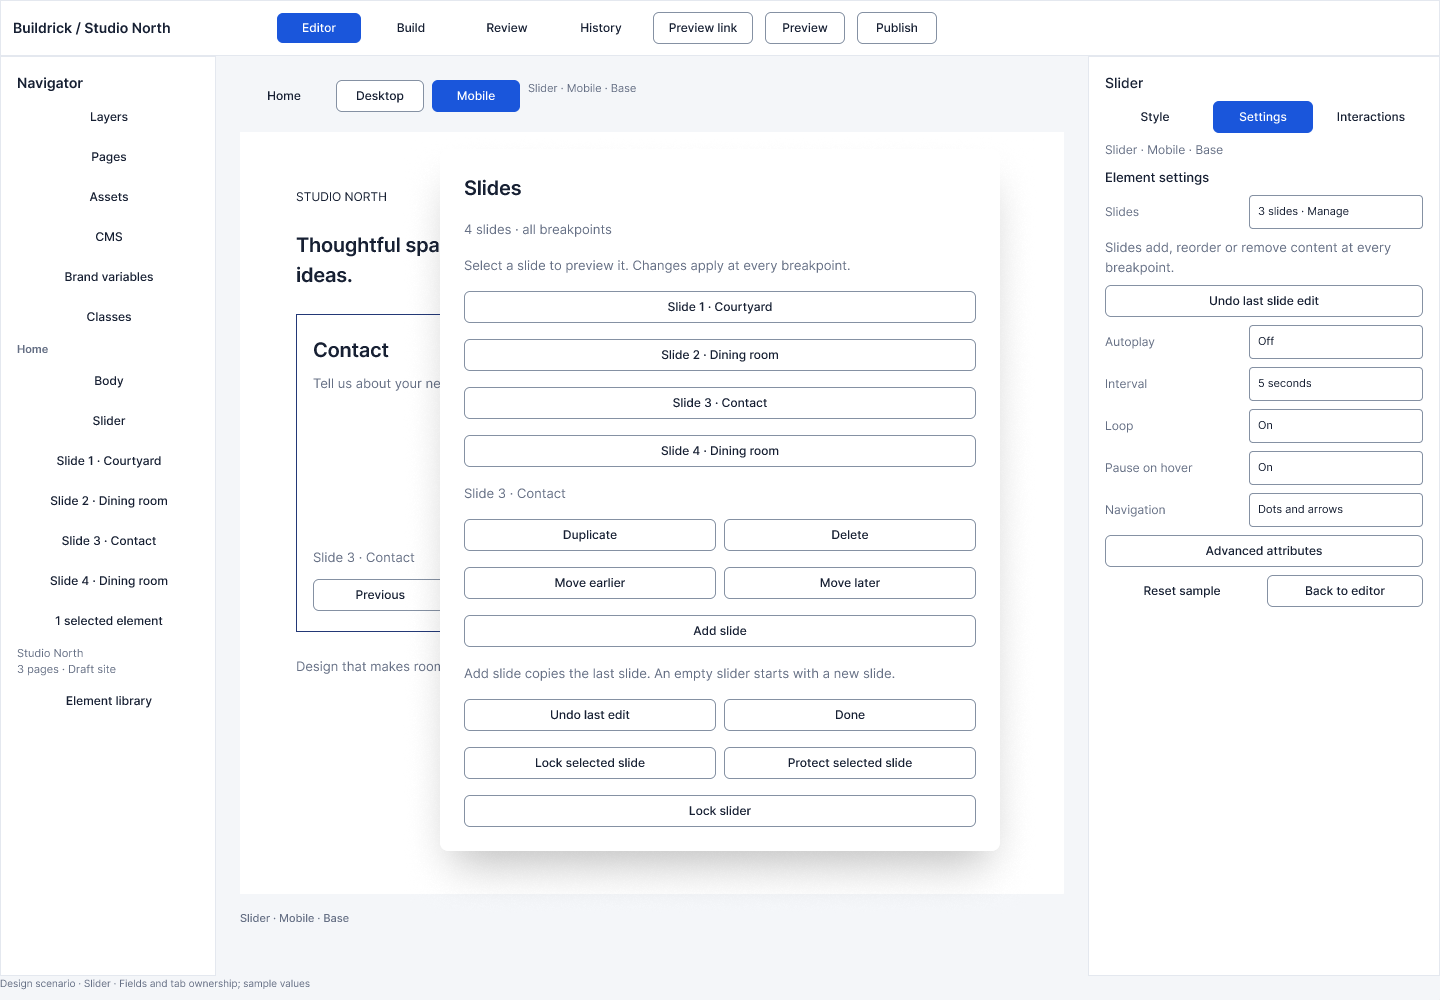 Buildrick / Studio North
Editor
Build
Review
History
Preview link
Preview
Publish
Navigator
Layers
Pages
Assets
CMS
Brand variables
Classes
Home
Body
Slider
Slide 1 · Courtyard
Slide 2 · Dining room
Slide 3 · Contact
Slide 4 · Dining room
1 selected element
Studio North
3 pages · Draft site
Element library
Home
Desktop
Mobile
Slider · Mobile · Base
STUDIO NORTH
Thoughtful spa
ideas.
Contact
Tell us about your ne
Slide 3 · Contact
Previous
Design that makes room
Slides
4 slides · all breakpoints
Select a slide to preview it. Changes apply at every breakpoint.
Slide 1 · Courtyard
Slide 2 · Dining room
Slide 3 · Contact
Slide 4 · Dining room
Slide 3 · Contact
Duplicate
Delete
Move earlier
Move later
Add slide
Add slide copies the last slide. An empty slider starts with a new slide.
Undo last edit
Done
Lock selected slide
Protect selected slide
Lock slider
Slider · Mobile · Base
Slider
Style
Settings
Interactions
Slider · Mobile · Base
Element settings
Slides
3 slides · Manage
Slides add, reorder or remove content at every
breakpoint.
Undo last slide edit
Autoplay
Off
Interval
5 seconds
Loop
On
Pause on hover
On
Navigation
Dots and arrows
Advanced attributes
Reset sample
Back to editor
Design scenario · Slider · Fields and tab ownership; sample values